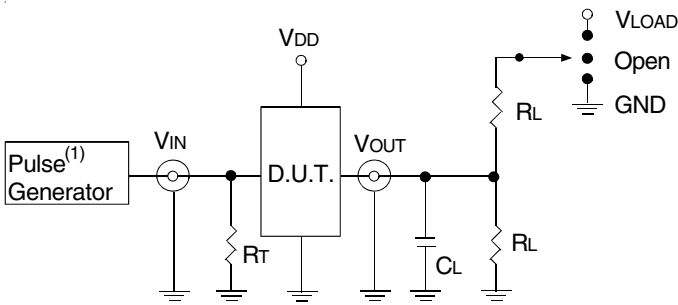 VLOAD
VDD
Open
RL
GND
VIN
VOUT
Pulse(1)
Generator
D.U.T.
RT
CL
RL